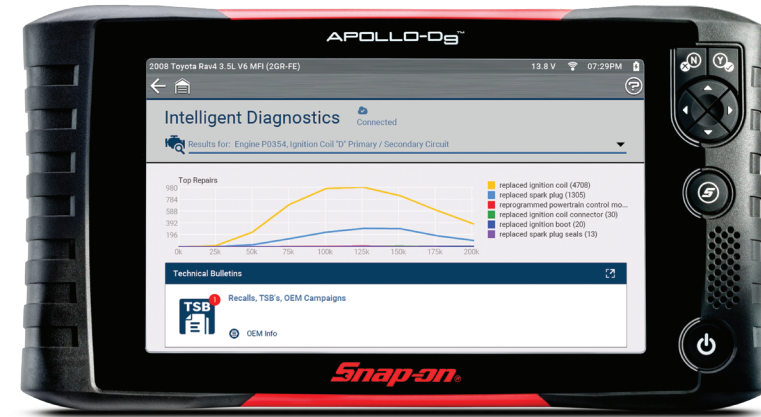 APOLLO-D8™
2008 Toyota Rav4 3.5L V6 MFI (2GR-FE) 13.8 V 07:29PM
N Y
?
Intelligent Diagnostics
Connected
Results for: Engine P0354, Ignition Coil "D" Primary / Secondary Circuit
Top Repairs
980
784
588
392
196
0k 25k 50k 75k 100k 125k 150k 175k 200k
replaced ignition coil (4708)
replaced spark plug (1305)
reprogrammed powertrain control mo...
replaced ignition coil connector (30)
replaced ignition boot (20)
replaced spark plug seals (13)
Technical Bulletins
TSB 1
Recalls, TSB's, OEM Campaigns
OEM Info
S
Snap-on®